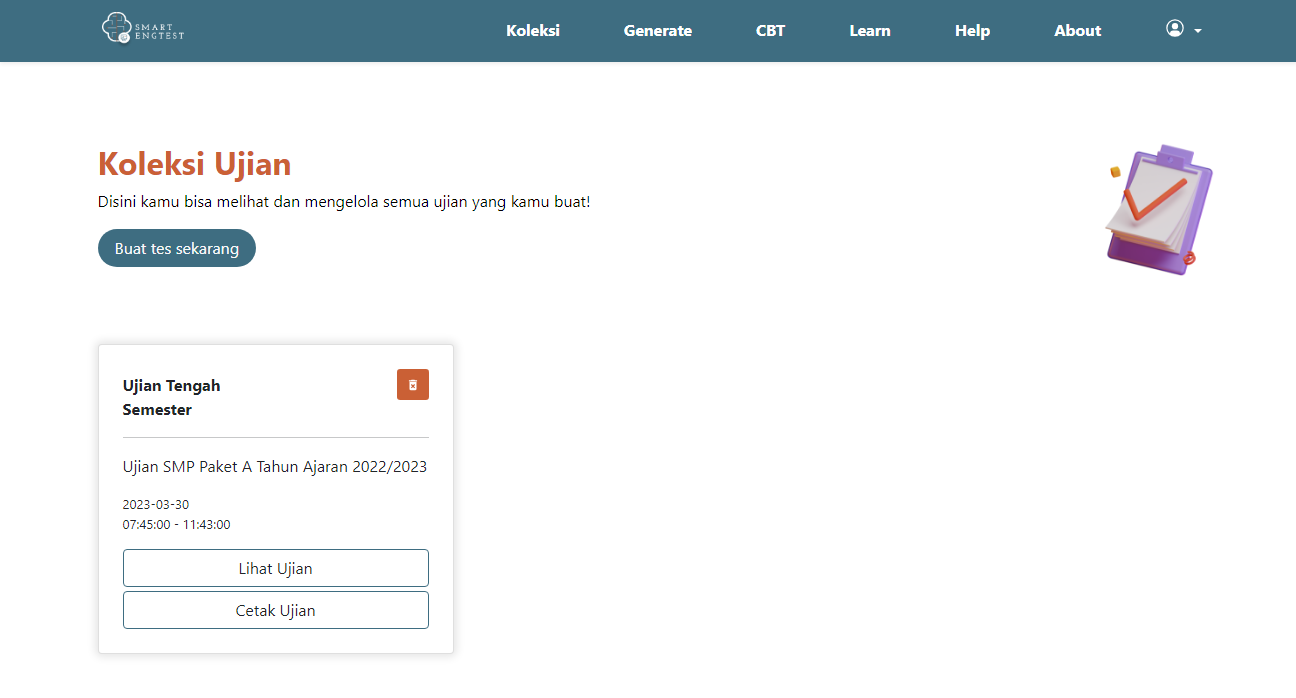 SMART
ENGTEST
Koleksi Generate CBT Learn Help About
Koleksi Ujian
Disini kamu bisa melihat dan mengelola semua ujian yang kamu buat!
Buat tes sekarang
Ujian Tengah
Semester
Ujian SMP Paket A Tahun Ajaran 2022/2023
2023-03-30
07:45:00 - 11:43:00
Lihat Ujian
Cetak Ujian